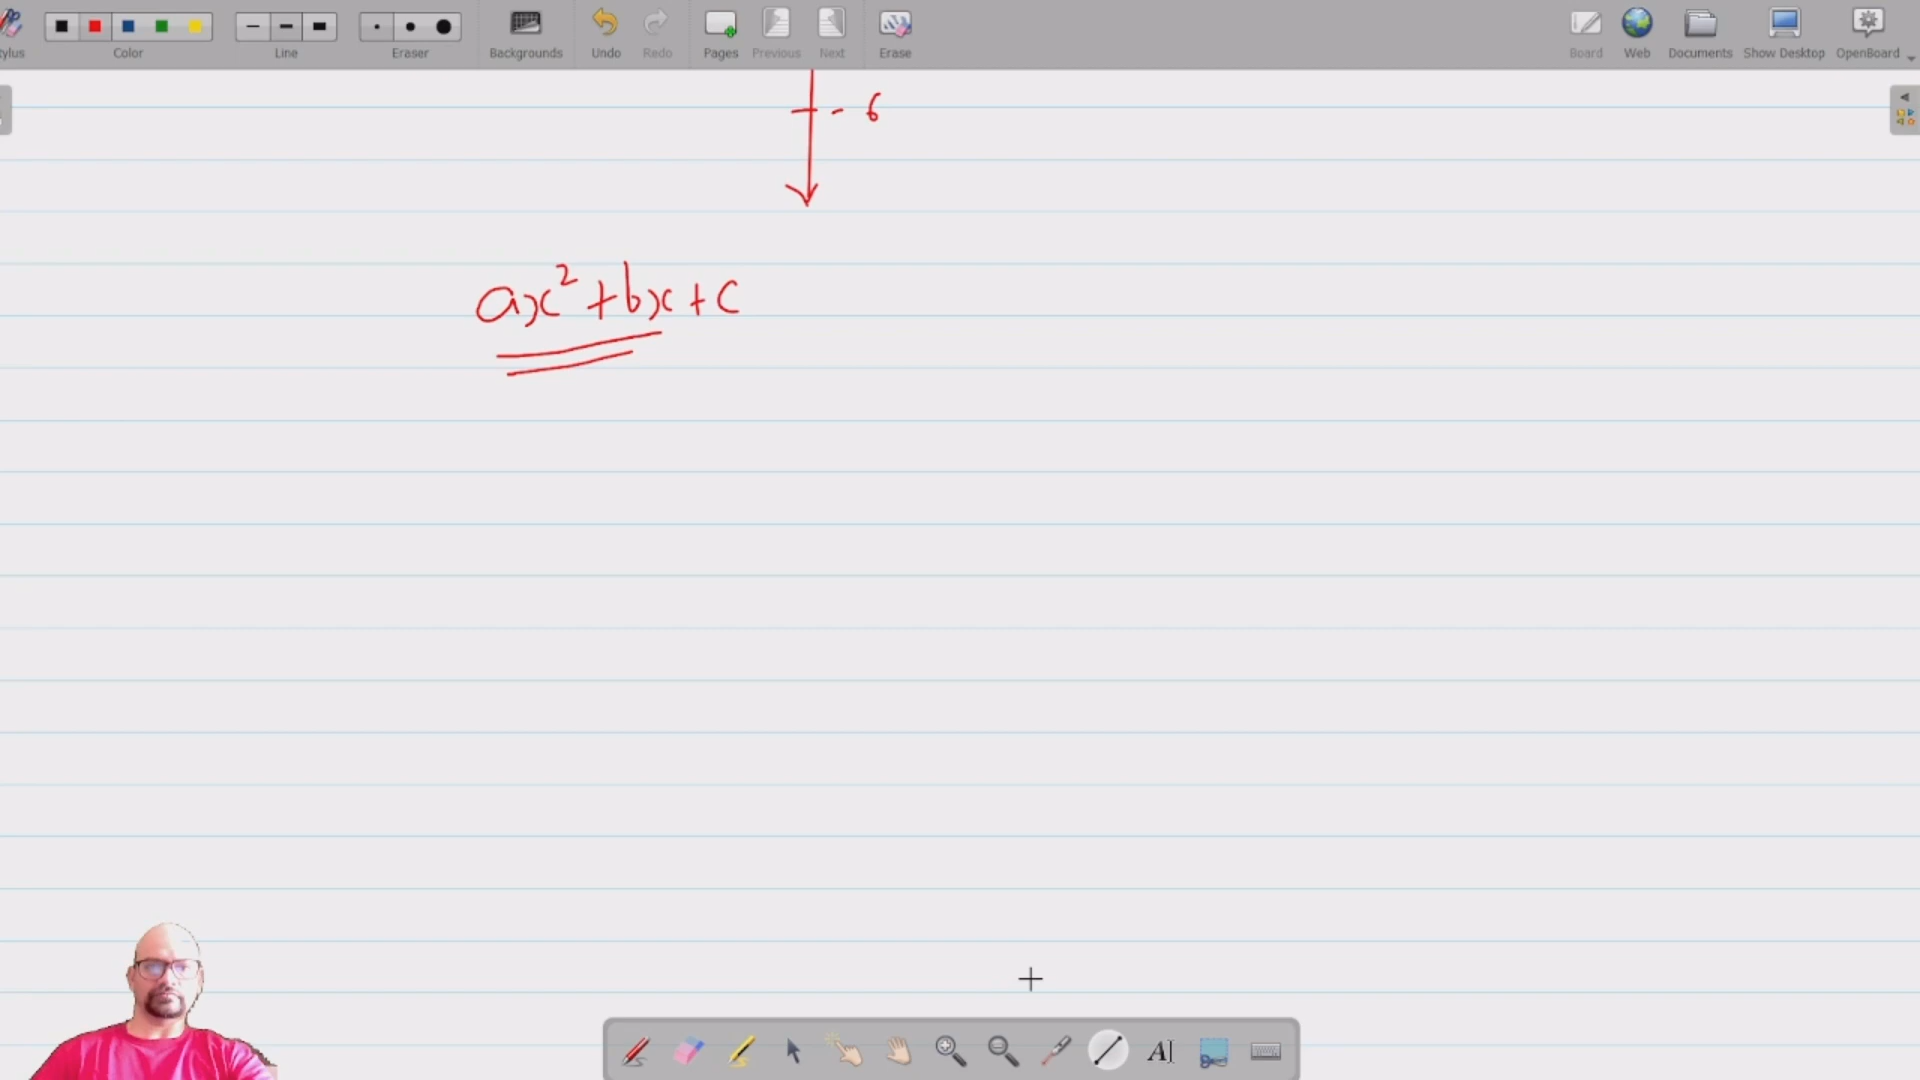 tylus
Color
Line
Eraser
Backgrounds
Undo
Redo
Pages
Previous
Next
Erase
Board
Web
Documents
Show Desktop
OpenBoard
- 6
ax² + bx + c
A